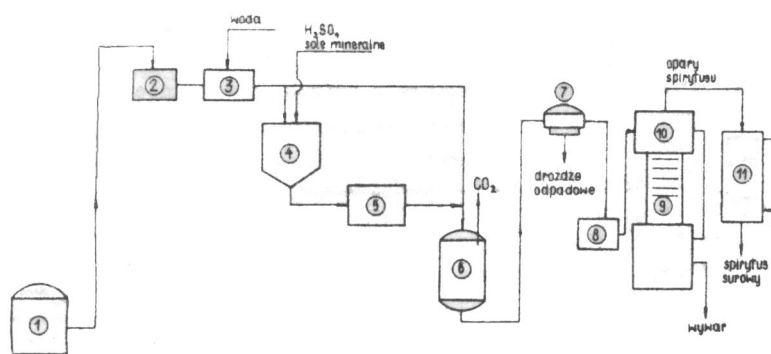 woda
H₂SO₄
sole mineralne
opary
spirytusu
2
3
7
10
4
drożdże
odpadowe
CO₂
11
5
9
8
6
spirytus
surowy
1
wywar